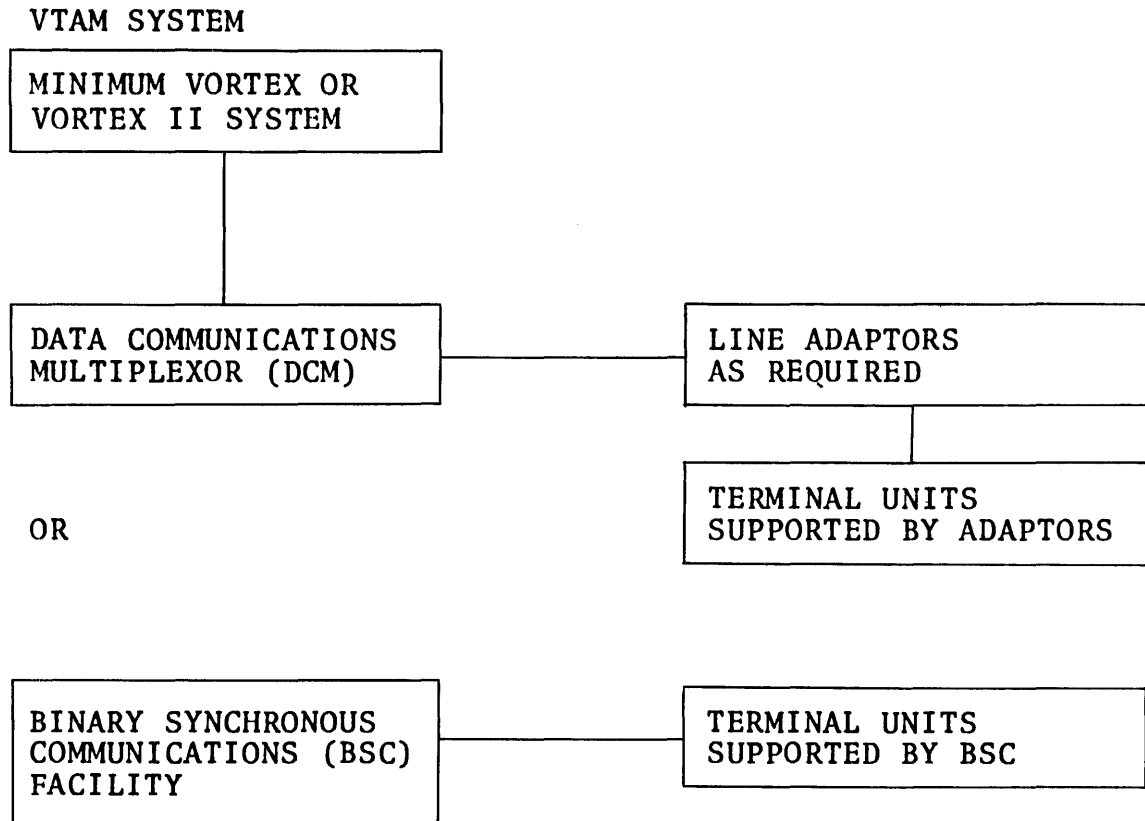 VTAM SYSTEM
MINIMUM VORTEX OR
VORTEX II SYSTEM
DATA COMMUNICATIONS
MULTIPLEXOR (DCM)
LINE ADAPTORS
AS REQUIRED
TERMINAL UNITS
SUPPORTED BY ADAPTORS
OR
BINARY SYNCHRONOUS
COMMUNICATIONS (BSC)
FACILITY
TERMINAL UNITS
SUPPORTED BY BSC